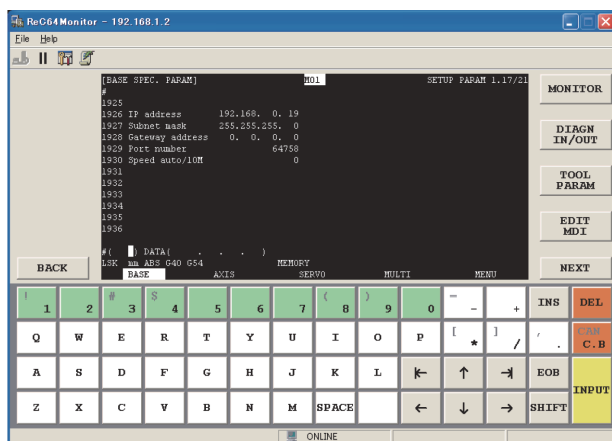 ReC64Monitor - 192.168.1.2
File Help
[BASE SPEC. PARAM] M01 SETUP PARAM 1.17/21
#
1925
1926 IP address 192.168. 0. 19
1927 Subnet mask 255.255.255. 0
1928 Gateway address 0. 0. 0. 0
1929 Port number 64758
1930 Speed auto/10M 0
1931
1932
1933
1934
1935
1936
#( ) DATA( . . . )
LSK mm ABS G40 G54 MEMORY
BASE AXIS SERVO MULTI MENU
MONITOR
DIAGN
IN/OUT
TOOL
PARAM
EDIT
MDI
BACK
NEXT
! 1 2 # 3 $ 4 5 6 7 ( 8 ) 9 0 = - + INS DEL
Q W E R T Y U I O P [ * ] / , . CAN C.B
A S D F G H J K L |← ↑ →| EOB INPUT
Z X C V B N M SPACE ← ↓ → SHIFT
ONLINE